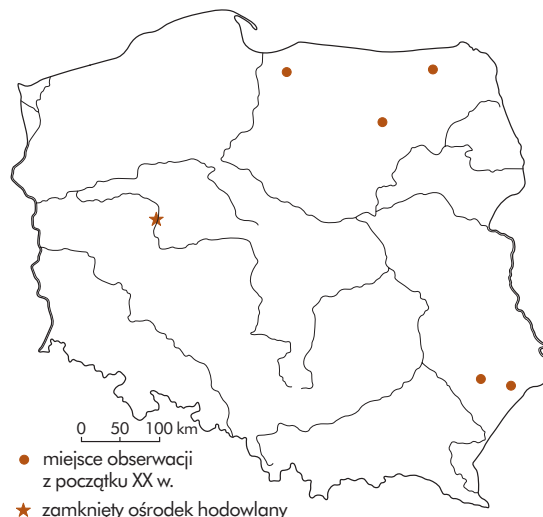 0 50 100 km
miejsce obserwacji
z początku XX w.
zamknięty ośrodek hodowlany